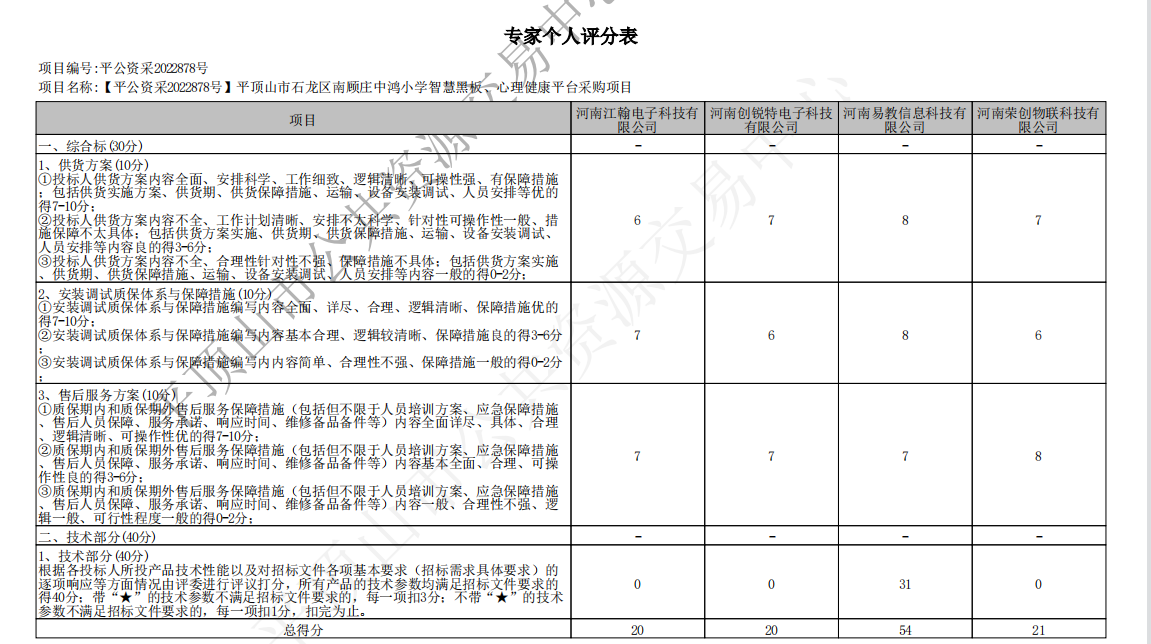 专家个人评分表
项目编号:平公资采2022878号
项目名称:【平公资采2022878号】平顶山市石龙区南顾庄中鸿小学智慧黑板、心理健康平台采购项目
项目 河南江翰电子科技有限公司 河南创锐特电子科技有限公司 河南易教信息科技有限公司 河南荣创物联科技有限公司
一、综合标(30分) - - - -
1、供货方案(10分)
①投标人供货方案内容全面、安排科学、工作细致、逻辑清晰、可操性强、有保障措施
；包括供货实施方案、供货期、供货保障措施、运输、设备安装调试、人员安排等优的
得7-10分；
②投标人供货方案内容不全、工作计划清晰、安排不太科学、针对性可操作性一般、措
施保障不太具体；包括供货方案实施、供货期、供货保障措施、运输、设备安装调试、
人员安排等内容良的得3-6分；
③投标人供货方案内容不全、合理性针对性不强、保障措施不具体；包括供货方案实施
、供货期、供货保障措施、运输、设备安装调试、人员安排等内容一般的得0-2分；
6 7 8 7
2、安装调试质保体系与保障措施(10分)
①安装调试质保体系与保障措施编写内容全面、详尽、合理、逻辑清晰、保障措施优的
得7-10分；
②安装调试质保体系与保障措施编写内容基本合理、逻辑较清晰、保障措施良的得3-6分
；
③安装调试质保体系与保障措施编写内内容简单、合理性不强、保障措施一般的得0-2分
；
7 6 8 6
3、售后服务方案(10分)
①质保期内和质保期外售后服务保障措施（包括但不限于人员培训方案、应急保障措施
、售后人员保障、服务承诺、响应时间、维修备品备件等）内容全面详尽、具体、合理
、逻辑清晰、可操作性优的得7-10分；
②质保期内和质保期外售后服务保障措施（包括但不限于人员培训方案、应急保障措施
、售后人员保障、服务承诺、响应时间、维修备品备件等）内容基本全面、合理、可操
作性良的得3-6分；
③质保期内和质保期外售后服务保障措施（包括但不限于人员培训方案、应急保障措施
、售后人员保障、服务承诺、响应时间、维修备品备件等）内容一般、合理性不强、逻
辑一般、可行性程度一般的得0-2分；
7 7 7 8
二、技术部分(40分) - - - -
1、技术部分(40分)
根据各投标人所投产品技术性能以及对招标文件各项基本要求（招标需求具体要求）的
逐项响应等方面情况由评委进行评议打分，所有产品的技术参数均满足招标文件要求的
得40分；带“★”的技术参数不满足招标文件要求的，每一项扣3分；不带“★”的技术
参数不满足招标文件要求的，每一项扣1分，扣完为止。
0 0 31 0
总得分 20 20 54 21
平顶山市公共资源交易中心
平顶山市公共资源交易中心